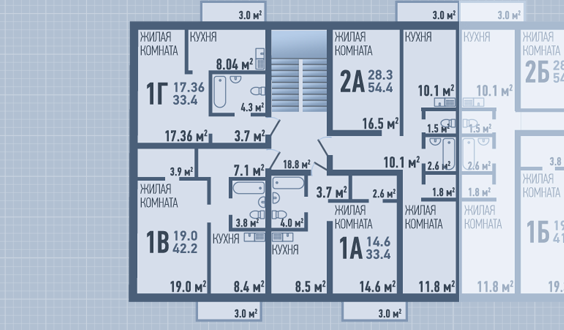 3.0 м²
3.0 м²
3.0 м²
ЖИЛАЯ
КОМНАТА
КУХНЯ
8.04 м²
1Г
17.36
33.4
4.3 м²
17.36 м²
3.7 м²
ЖИЛАЯ
КОМНАТА
2А
28.3
54.4
16.5 м²
КУХНЯ
10.1 м²
КУХНЯ
10.1 м²
ЖИЛАЯ
КОМНАТА
2Б
1.5 м²
1.5 м²
3.9 м²
7.1 м²
18.8 м²
10.1 м²
2.6 м²
2.6 м²
3.8
ЖИЛАЯ
КОМНАТА
1В
19.0
42.2
3.8 м²
4.0 м²
3.7 м²
2.6 м²
1.8 м²
1.8 м²
КУХНЯ
КУХНЯ
ЖИЛАЯ
КОМНАТА
1А
14.6
33.4
ЖИЛАЯ
КОМНАТА
ЖИЛАЯ
КОМНАТА
1Б
19.0 м²
8.4 м²
8.5 м²
14.6 м²
11.8 м²
11.8 м²
19.
3.0 м²
3.0 м²